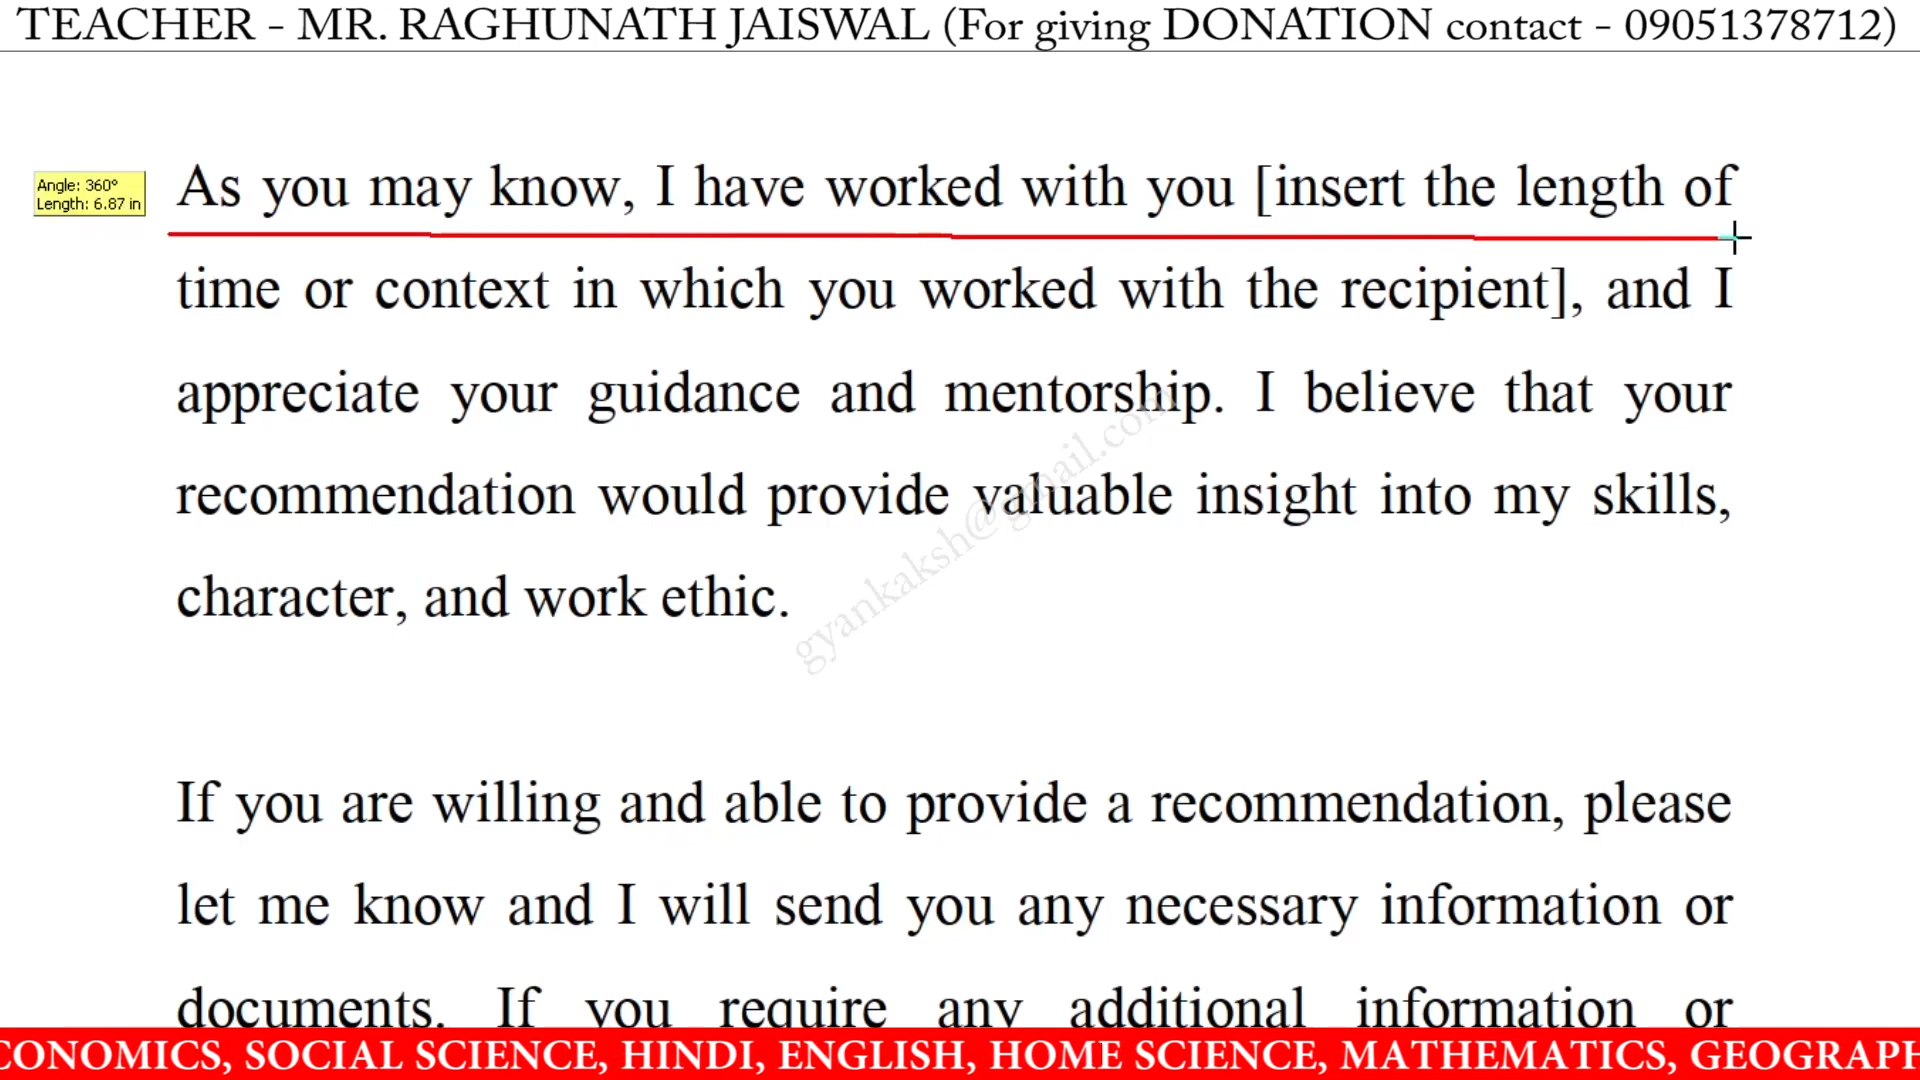 TEACHER - MR. RAGHUNATH JAISWAL (For giving DONATION contact - 09051378712)
Angle: 360°
Length: 6.87 in
As you may know, I have worked with you [insert the length of
time or context in which you worked with the recipient], and I
appreciate your guidance and mentorship. I believe that your
recommendation would provide valuable insight into my skills,
character, and work ethic.
gyankaksh@gmail.com
If you are willing and able to provide a recommendation, please
let me know and I will send you any necessary information or
documents. If you require any additional information or
CONOMICS, SOCIAL SCIENCE, HINDI, ENGLISH, HOME SCIENCE, MATHEMATICS, GEOGRAPH